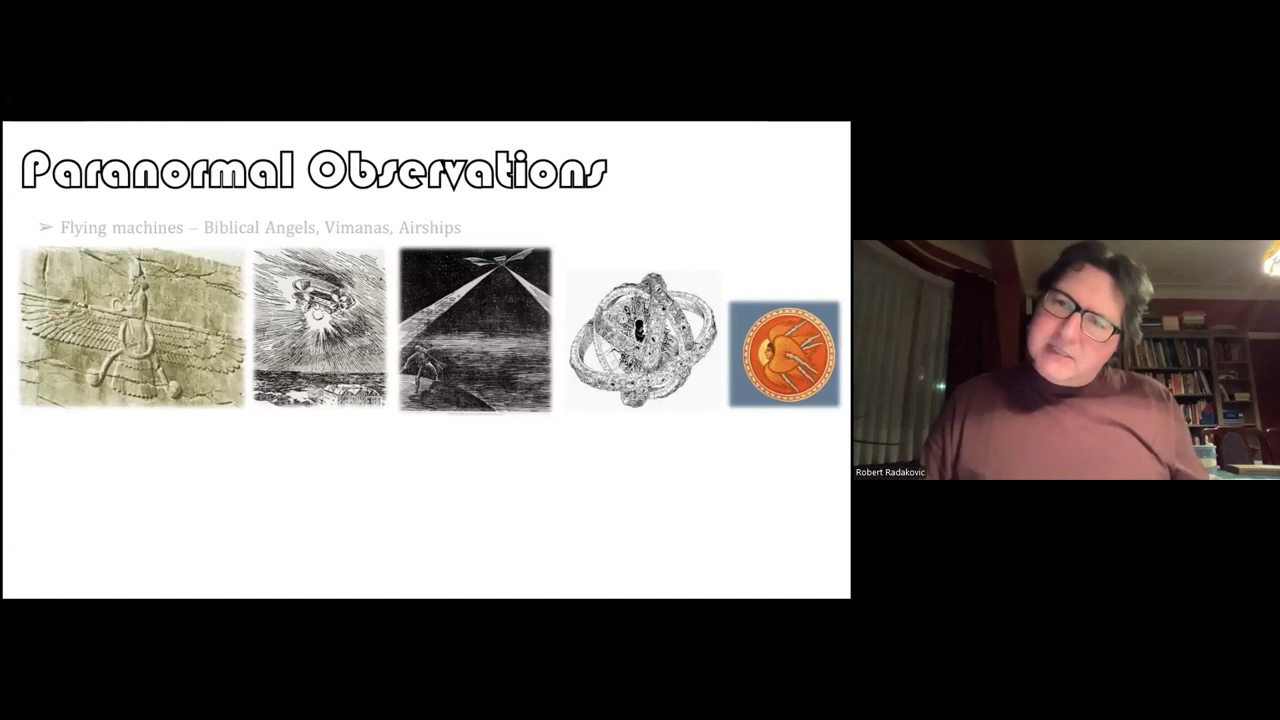 Paranormal Observations
➢ Flying machines – Biblical Angels, Vimanas, Airships
Robert Radakovic